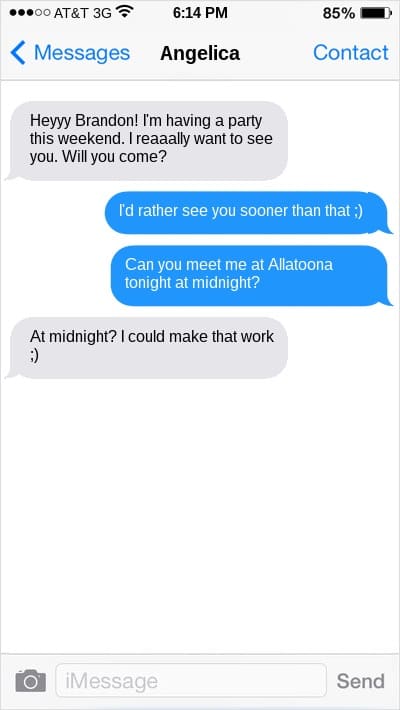 AT&T 3G 6:14 PM 85%
Messages Angelica Contact
Heyyy Brandon! I'm having a party
this weekend. I reaaally want to see
you. Will you come?
I'd rather see you sooner than that ;)
Can you meet me at Allatoona
tonight at midnight?
At midnight? I could make that work
;)
iMessage Send